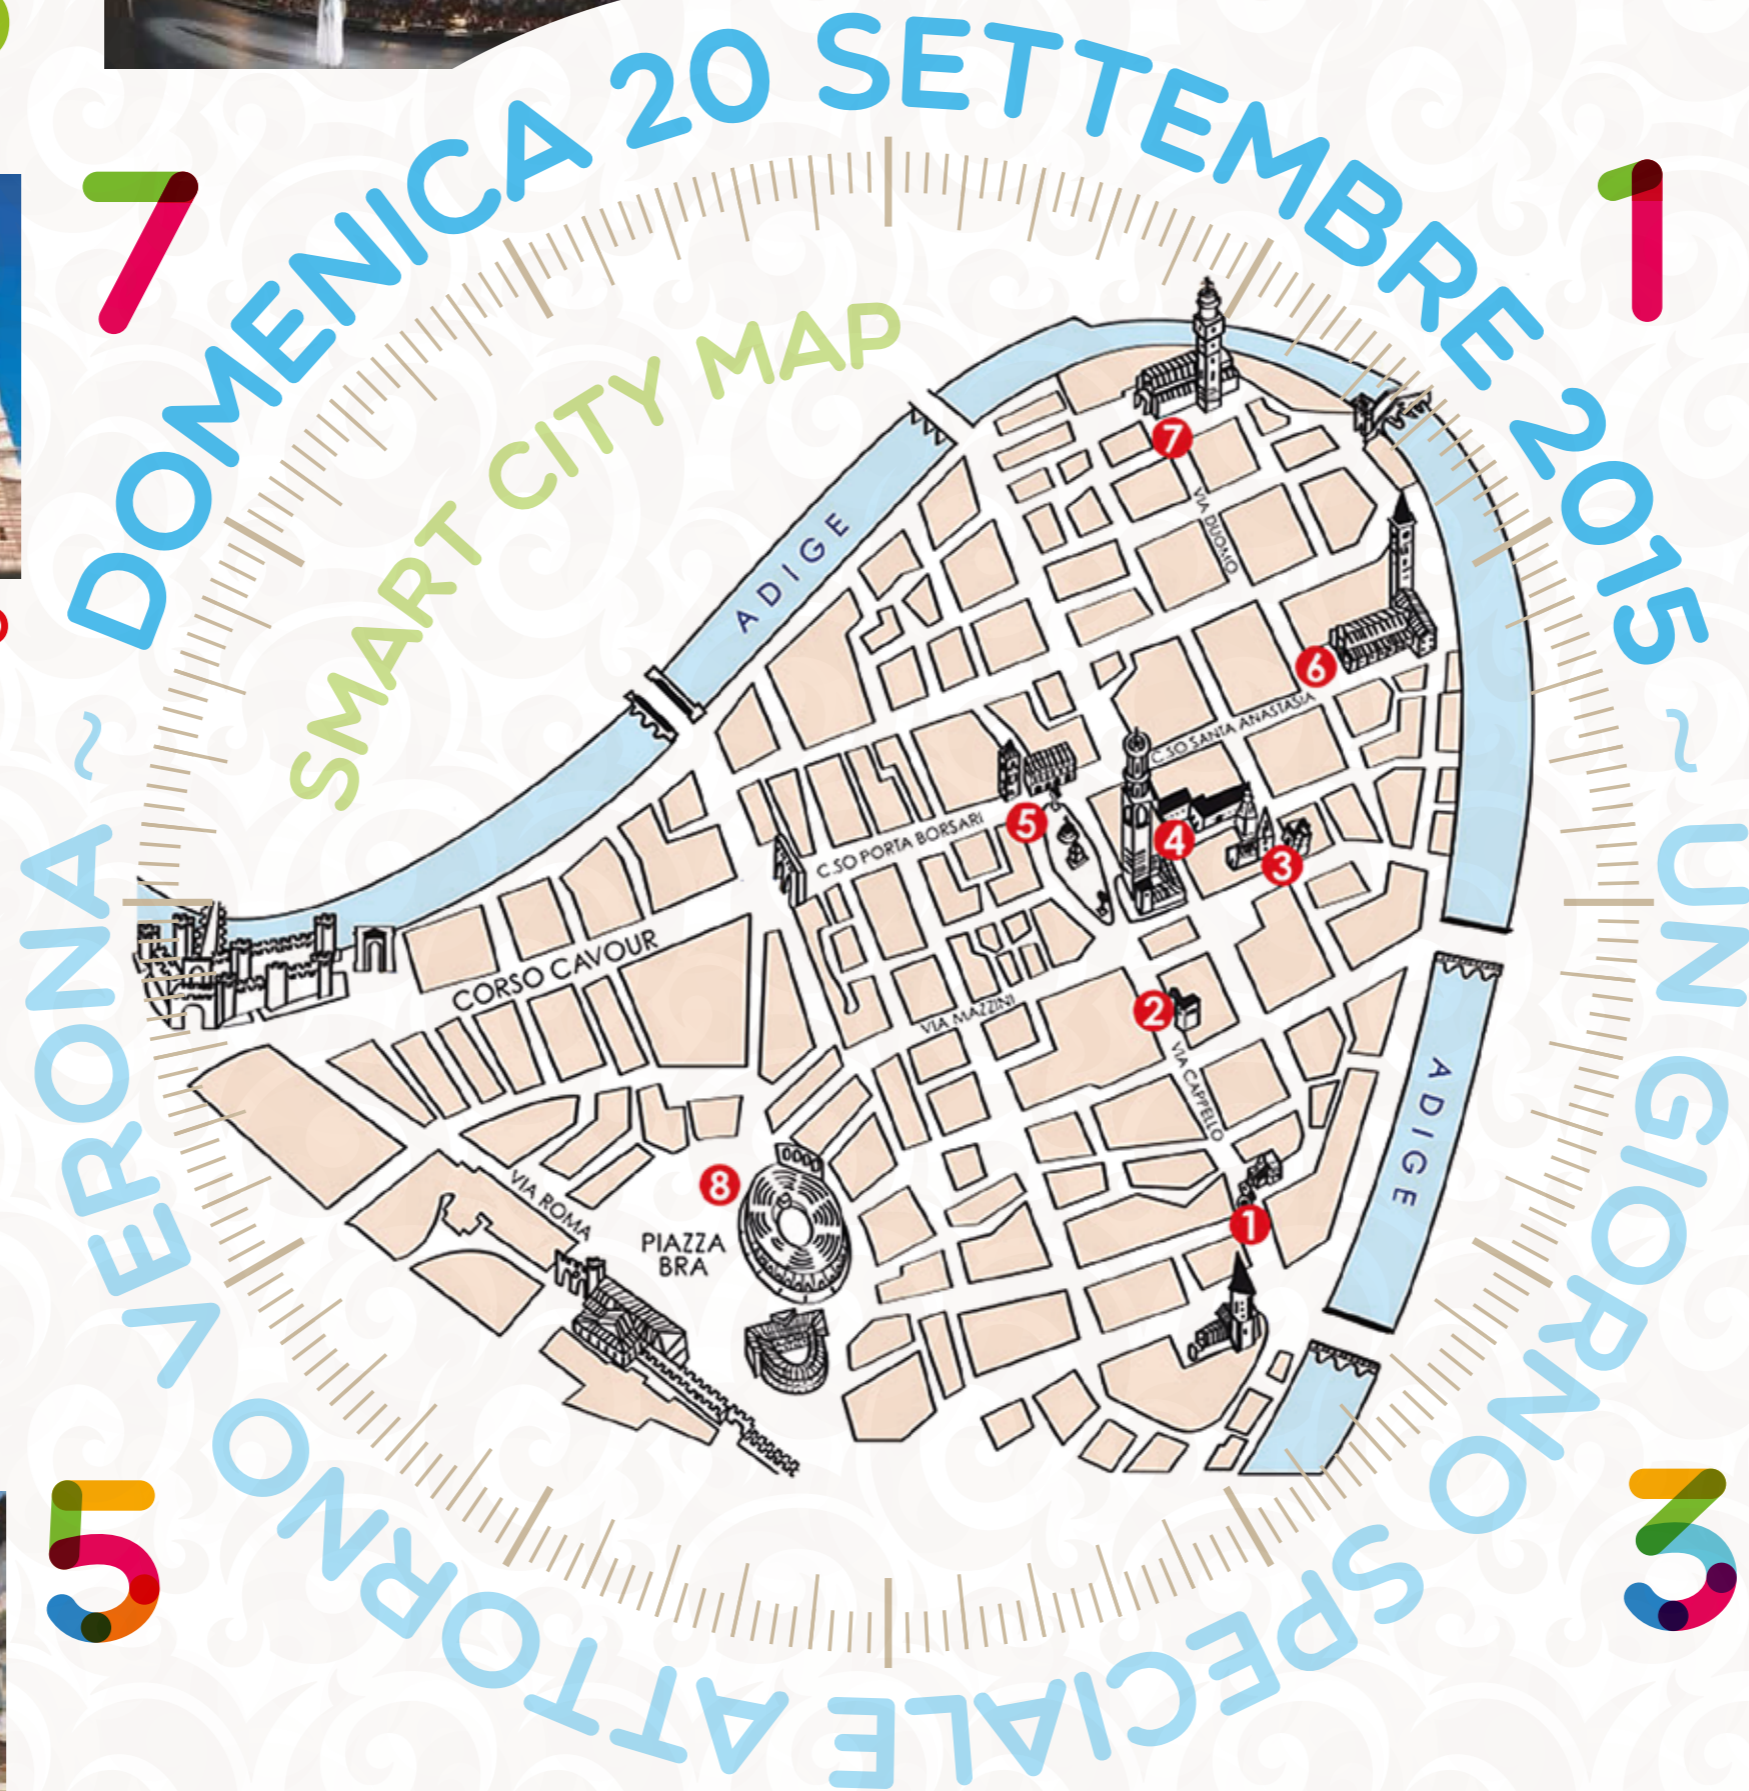 DOMENICA 20 SETTEMBRE 2015 ~ UN GIORNO SPECIALE ATTORNO VERONA ~
SMART CITY MAP
7
1
ADIGE
7
VIA DUOMO
6
C.SO SANTA ANASTASIA
5
C.SO PORTA BORSARI
4
3
CORSO CAVOUR
VIA MAZZINI
2
VIA CAPPELLO
ADIGE
8
VIA ROMA
PIAZZA
BRA
1
5
3